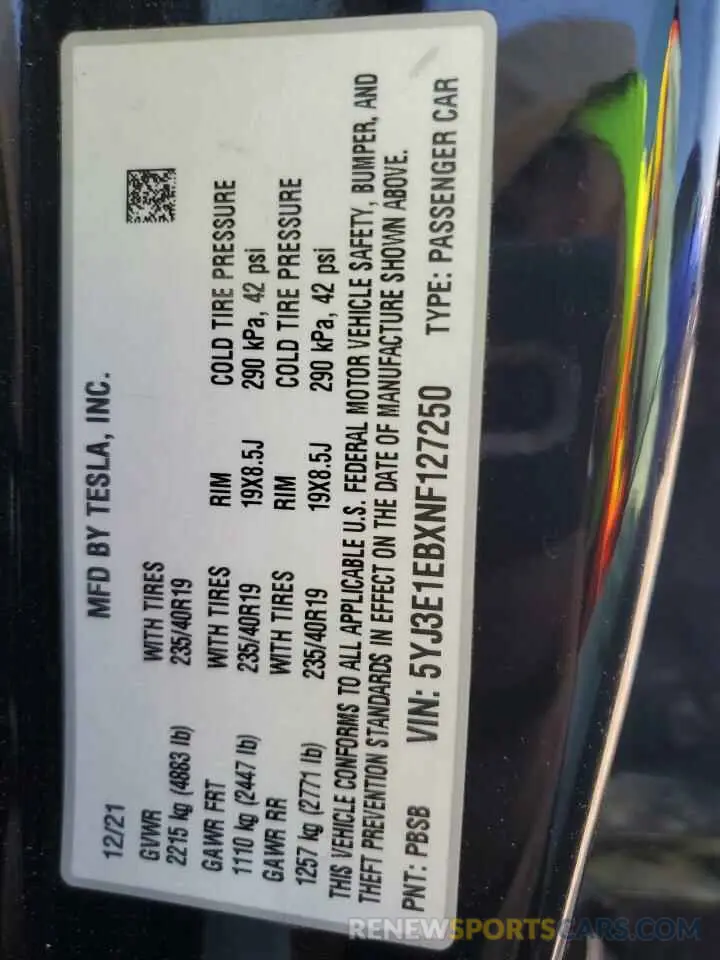 MFD BY TESLA, INC.
12/21
GVWR WITH TIRES
2215 kg (4883 lb) 235/40R19
GAWR FRT WITH TIRES RIM COLD TIRE PRESSURE
1110 kg (2447 lb) 235/40R19 19X8.5J 290 kPa, 42 psi
GAWR RR WITH TIRES RIM COLD TIRE PRESSURE
1257 kg (2771 lb) 235/40R19 19X8.5J 290 kPa, 42 psi
THIS VEHICLE CONFORMS TO ALL APPLICABLE U.S. FEDERAL MOTOR VEHICLE SAFETY, BUMPER, AND
THEFT PREVENTION STANDARDS IN EFFECT ON THE DATE OF MANUFACTURE SHOWN ABOVE.
PNT: PBSB VIN: 5YJ3E1EBXNF127250 TYPE: PASSENGER CAR
RENEWSPORTSCARS.COM